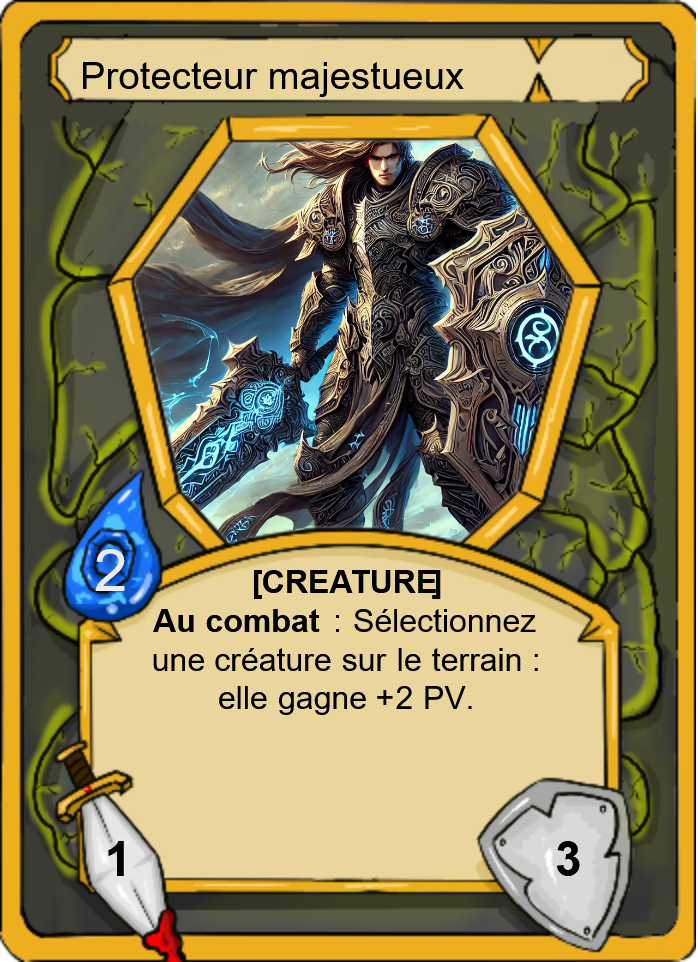 Protecteur majestueux
2
[CREATURE]
Au combat : Sélectionnez
une créature sur le terrain :
elle gagne +2 PV.
1
3